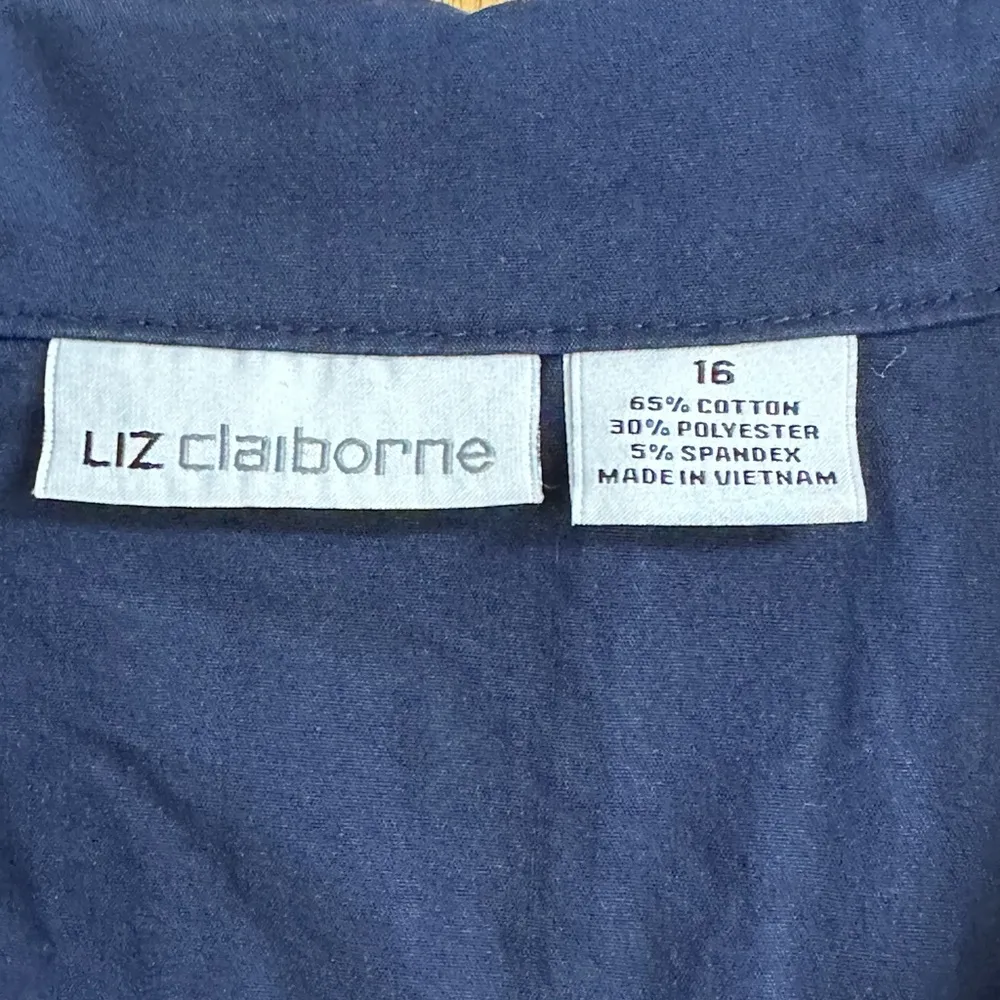 LIZ claiborne
16
65% COTTON
30% POLYESTER
5% SPANDEX
MADE IN VIETNAM